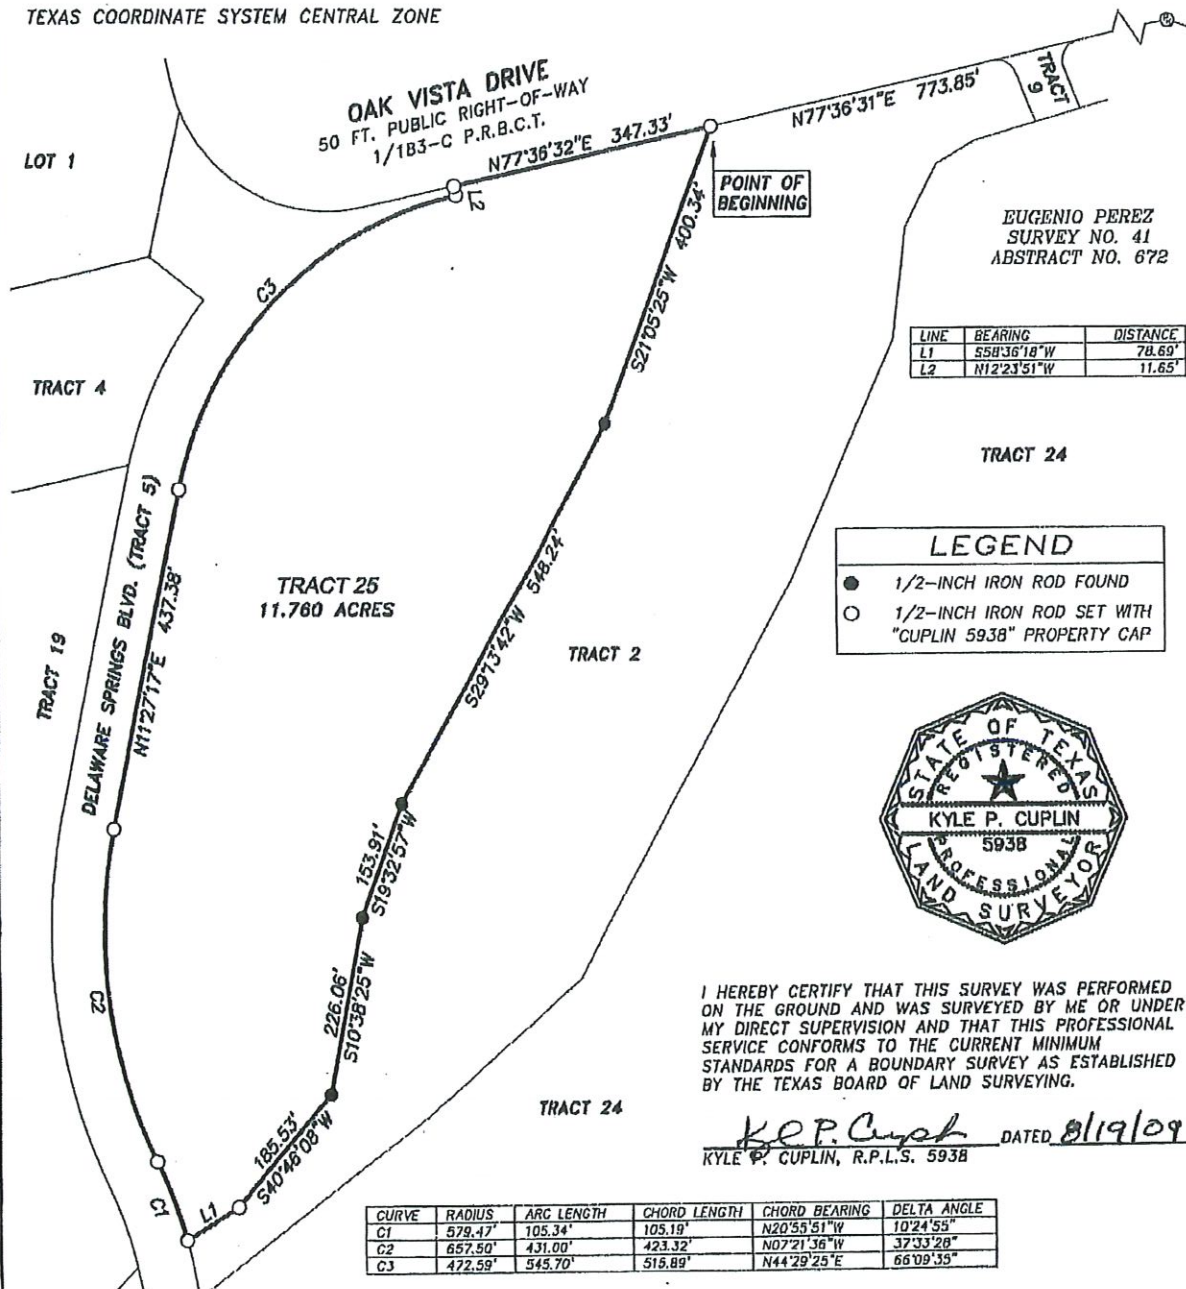 TEXAS COORDINATE SYSTEM CENTRAL ZONE
OAK VISTA DRIVE
50 FT. PUBLIC RIGHT-OF-WAY
1/183-C P.R.B.C.T.
N77°36'32"E 347.33'
N77°36'31"E 773.85'
TRACT 9
LOT 1
L2
POINT OF
BEGINNING
EUGENIO PEREZ
SURVEY NO. 41
ABSTRACT NO. 672
C3
S21°05'25"W 400.34'
LINE BEARING DISTANCE
L1 S58°36'18"W 78.69'
L2 N12°23'51"W 11.65'
TRACT 4
TRACT 24
DELAWARE SPRINGS BLVD. (TRACT 5)
N11°27'17"E 437.38'
TRACT 25
11.760 ACRES
S29°13'42"W 548.24'
LEGEND
1/2-INCH IRON ROD FOUND
1/2-INCH IRON ROD SET WITH
"CUPLIN 5938" PROPERTY CAP
TRACT 19
TRACT 2
STATE OF TEXAS
REGISTERED
KYLE P. CUPLIN
5938
PROFESSIONAL
LAND SURVEYOR
153.91'
S19°32'57"W
C2
226.06'
S10°38'25"W
I HEREBY CERTIFY THAT THIS SURVEY WAS PERFORMED
ON THE GROUND AND WAS SURVEYED BY ME OR UNDER
MY DIRECT SUPERVISION AND THAT THIS PROFESSIONAL
SERVICE CONFORMS TO THE CURRENT MINIMUM
STANDARDS FOR A BOUNDARY SURVEY AS ESTABLISHED
BY THE TEXAS BOARD OF LAND SURVEYING.
TRACT 24
185.53'
S40°46'08"W
Kyle P. Cuplin DATED 8/19/09
KYLE P. CUPLIN, R.P.L.S. 5938
C1
L1
CURVE RADIUS ARC LENGTH CHORD LENGTH CHORD BEARING DELTA ANGLE
C1 579.47' 105.34' 105.19' N20°55'51"W 10°24'55"
C2 657.50' 431.00' 423.32' N07°21'36"W 37°33'28"
C3 472.59' 545.70' 515.89' N44°29'25"E 66°09'35"